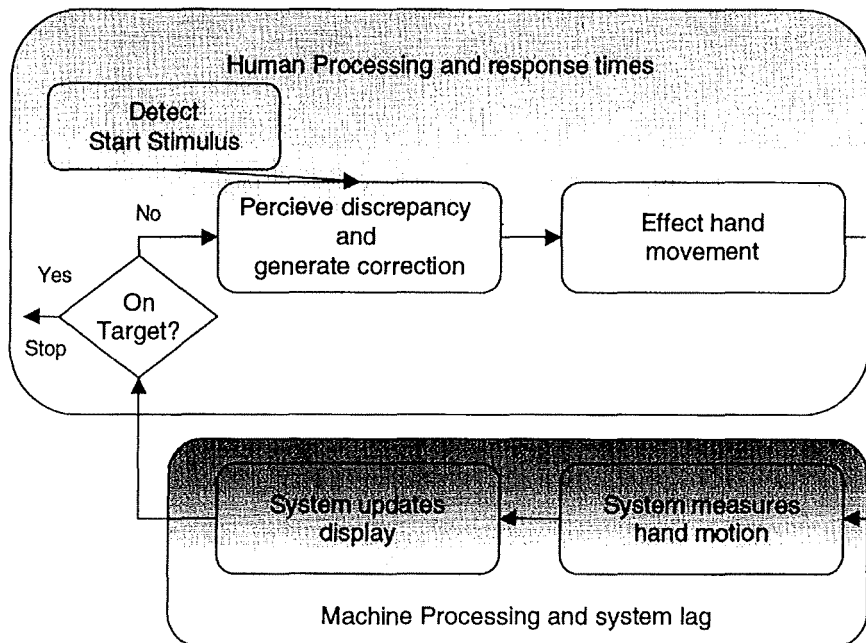 Human Processing and response times
Detect
Start Stimulus
No
Percieve discrepancy
and
generate correction
Effect hand
movement
Yes
On
Target?
Stop
System updates
display
System measures
hand motion
Machine Processing and system lag